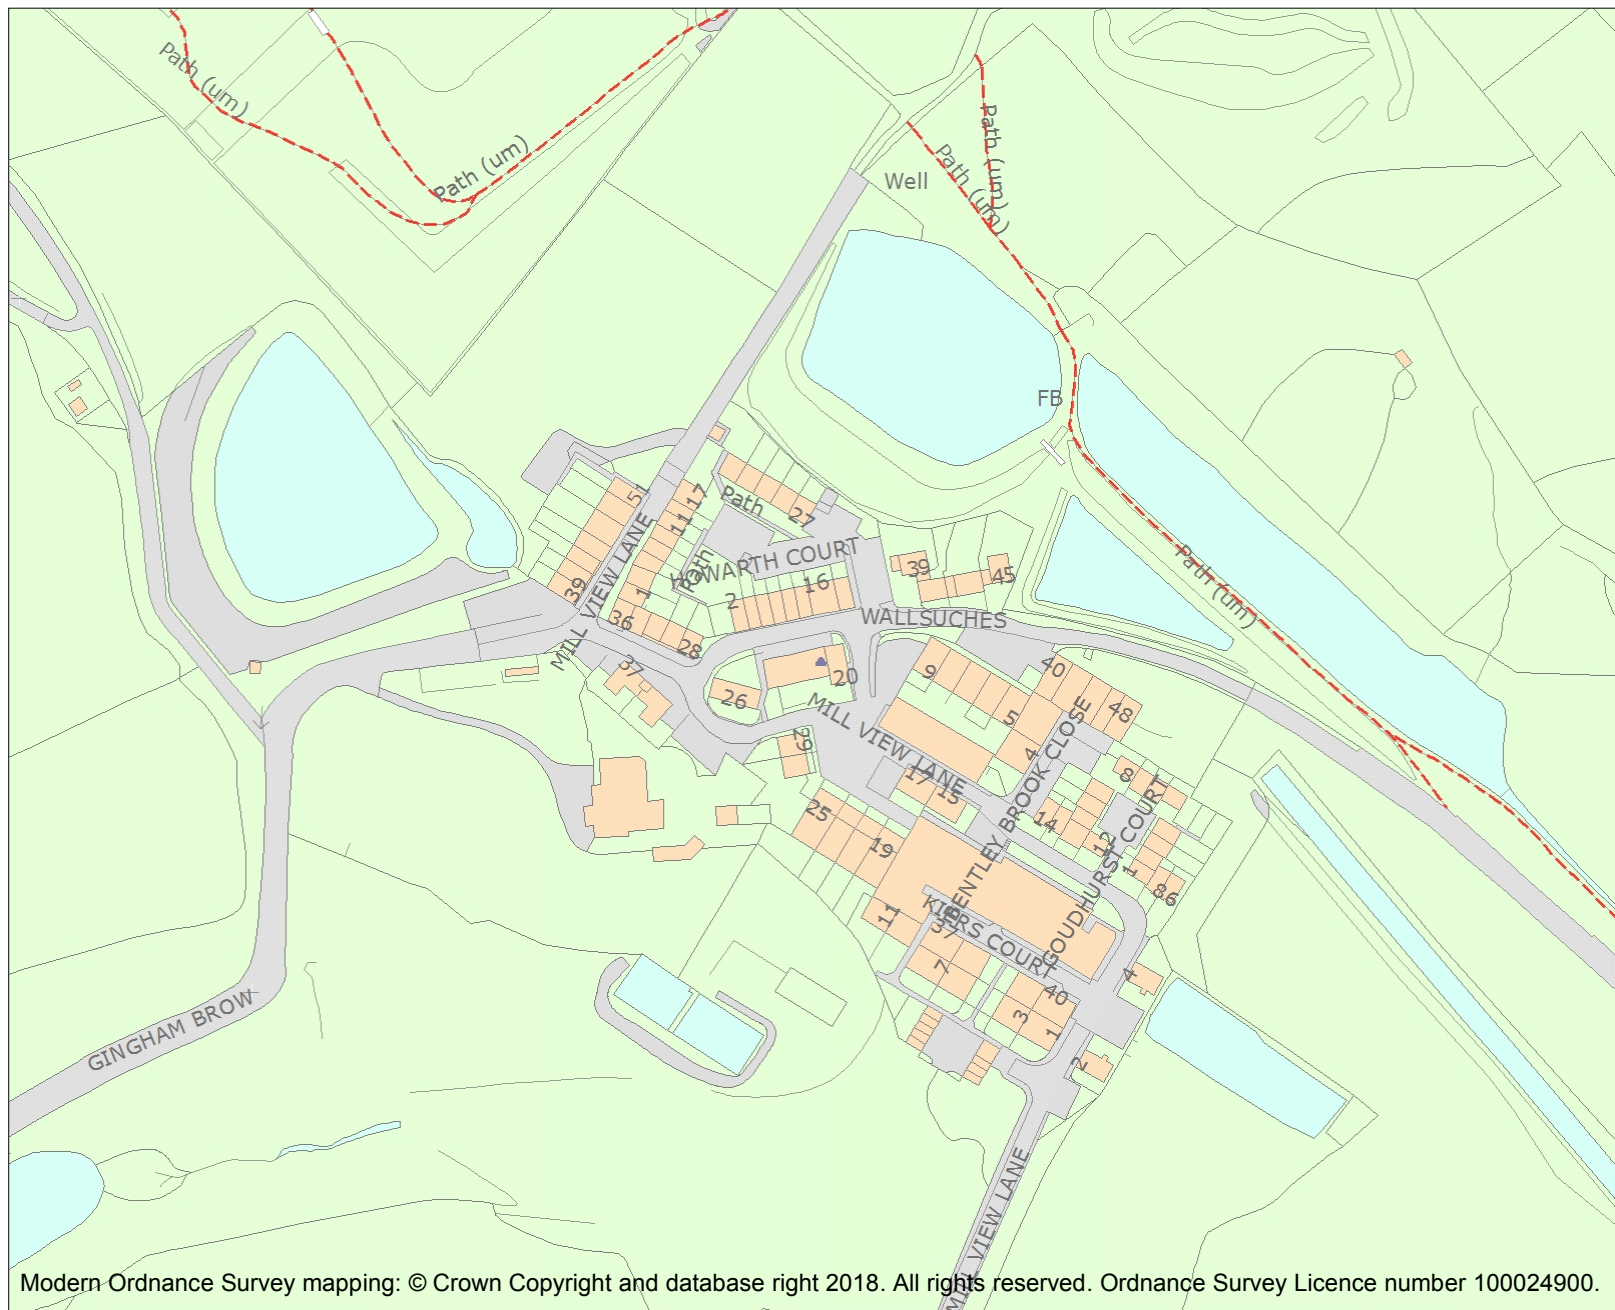 Path (um)
Path (um)
Path (um)
Path (um)
Well
FB
Path (um)
51
17
11
Path
27
MILL VIEW LANE
Path
HOWARTH COURT
39
1
2
16
39
45
WALLSUCHES
36
28
37
26
20
29
MILL VIEW LANE
9
5
4
40
48
BENTLEY BROOK CLOSE
17
15
8
14
12
GOUDHURST COURT
1
86
25
19
11
KIERS COURT
37
7
40
3
1
4
2
GINGHAM BROW
MILL VIEW LANE
Modern Ordnance Survey mapping: © Crown Copyright and database right 2018. All rights reserved. Ordnance Survey Licence number 100024900.